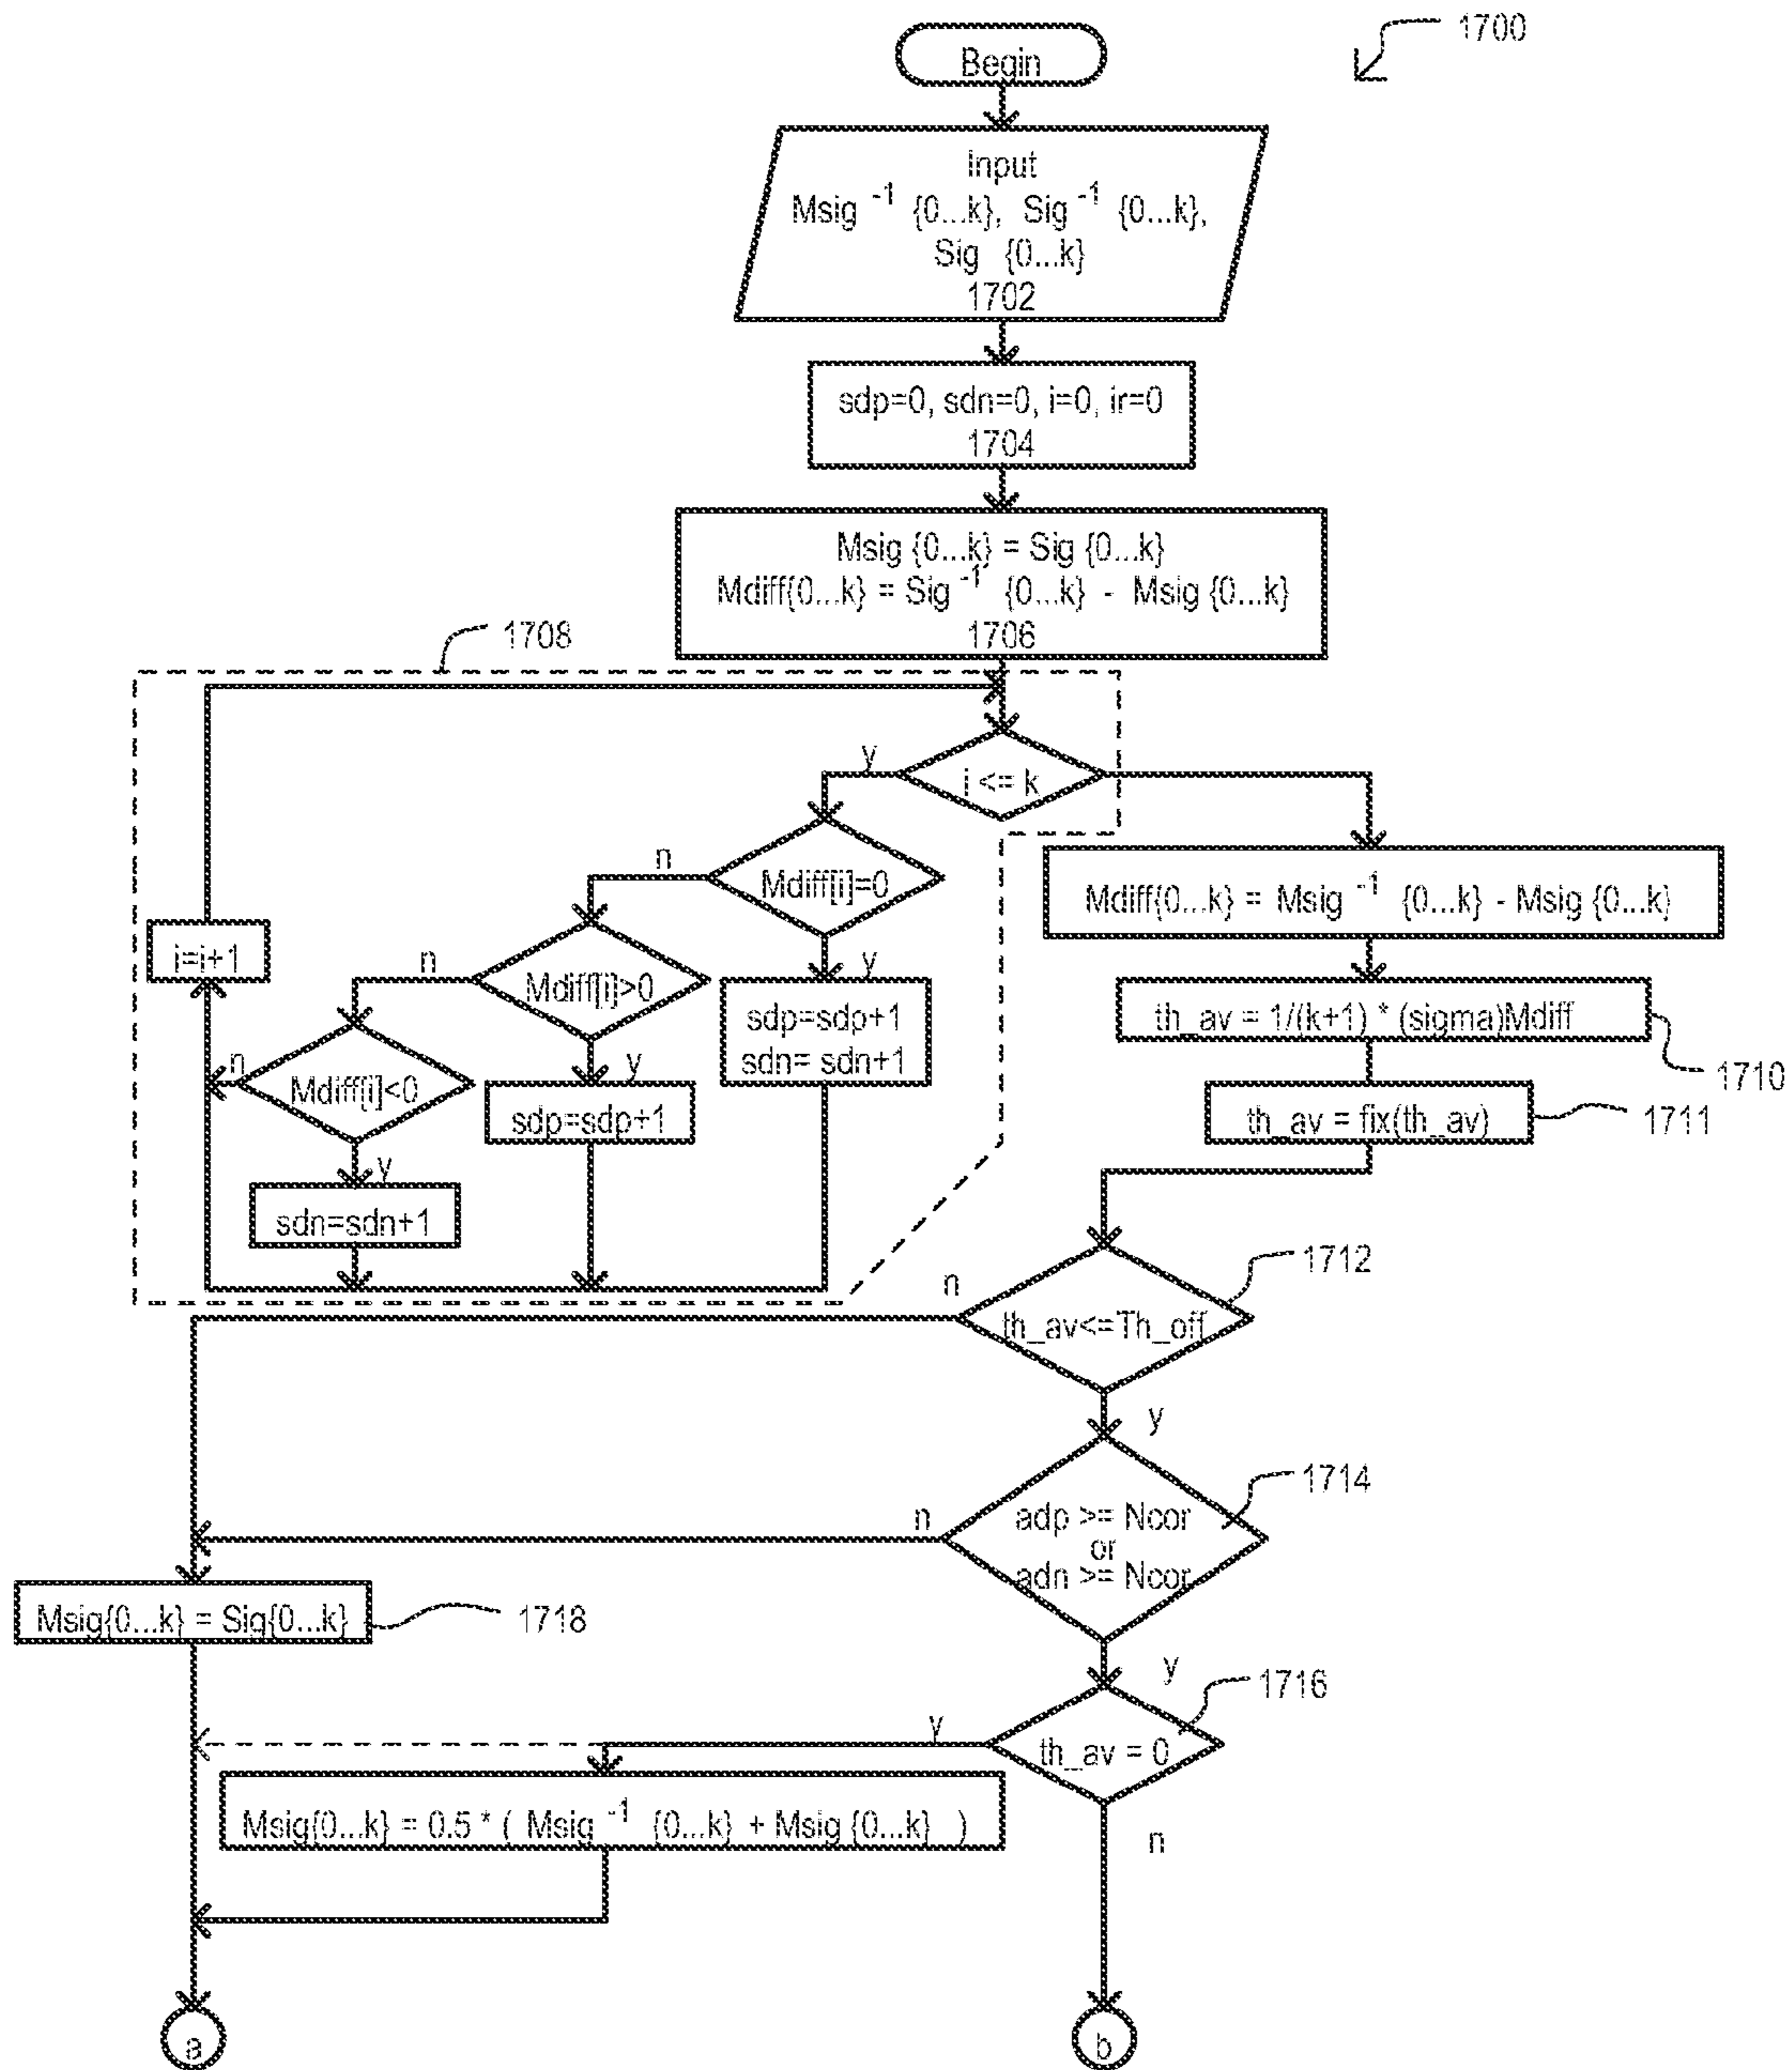 1700
Begin
Input
Msig -1 {0...k}, Sig -1 {0...k},
Sig {0...k}
1702
sdp=0, sdn=0, i=0, ir=0
1704
Msig {0...k} = Sig {0...k}
Mdiff{0...k} = Sig -1 {0...k} - Msig {0...k}
1706
1708
y
i <= k
n
Mdiff[i]=0
Mdiff{0...k} = Msig -1 {0...k} - Msig {0...k}
i=i+1
n
Mdiff[i]>0
y
sdp=sdp+1
sdn= sdn+1
th_av = 1/(k+1) * (sigma)Mdiff
1710
n
Mdiff[i]<0
y
sdp=sdp+1
th_av = fix(th_av)
1711
y
sdn=sdn+1
1712
n
th_av<=Th_off
y
1714
n
adp >= Ncor
or
adn >= Ncor
Msig{0...k} = Sig{0...k}
1718
y
1716
y
th_av = 0
Msig{0...k} = 0.5 * ( Msig -1 {0...k} + Msig {0...k} )
n
a
b